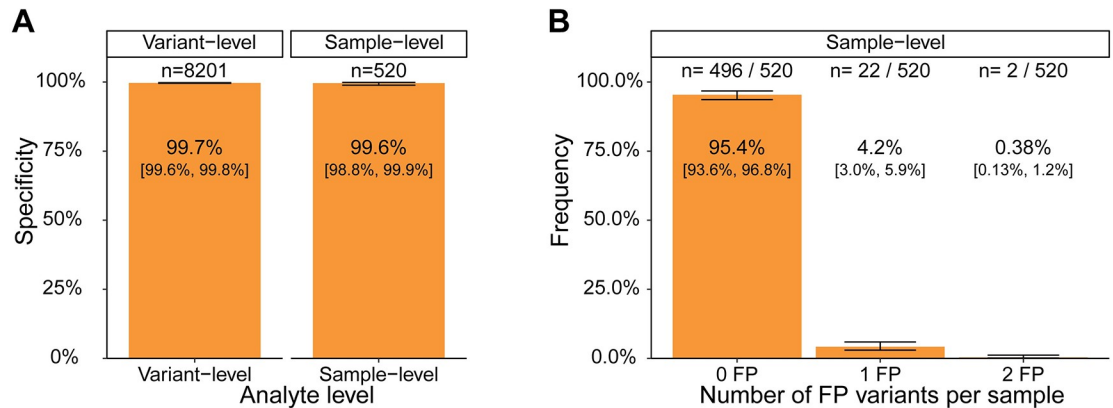 A
Variant−level
Sample−level
n=8201
n=520
100%
75%
50%
25%
0%
Specificity
99.7%
[99.6%, 99.8%]
99.6%
[98.8%, 99.9%]
Variant−level
Sample−level
Analyte level
B
Sample−level
n= 496 / 520
n= 22 / 520
n= 2 / 520
100.0%
75.0%
50.0%
25.0%
0.0%
Frequency
95.4%
[93.6%, 96.8%]
4.2%
[3.0%, 5.9%]
0.38%
[0.13%, 1.2%]
0 FP
1 FP
2 FP
Number of FP variants per sample